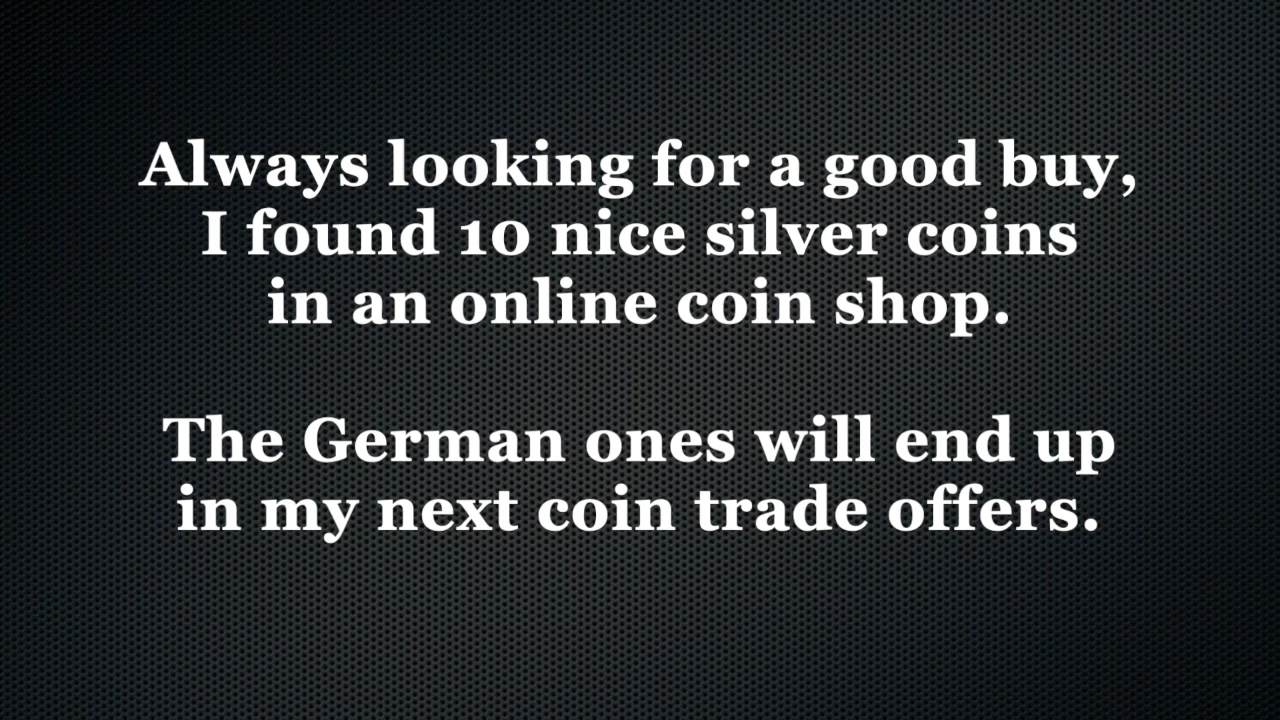 Always looking for a good buy,
I found 10 nice silver coins
in an online coin shop.
The German ones will end up
in my next coin trade offers.